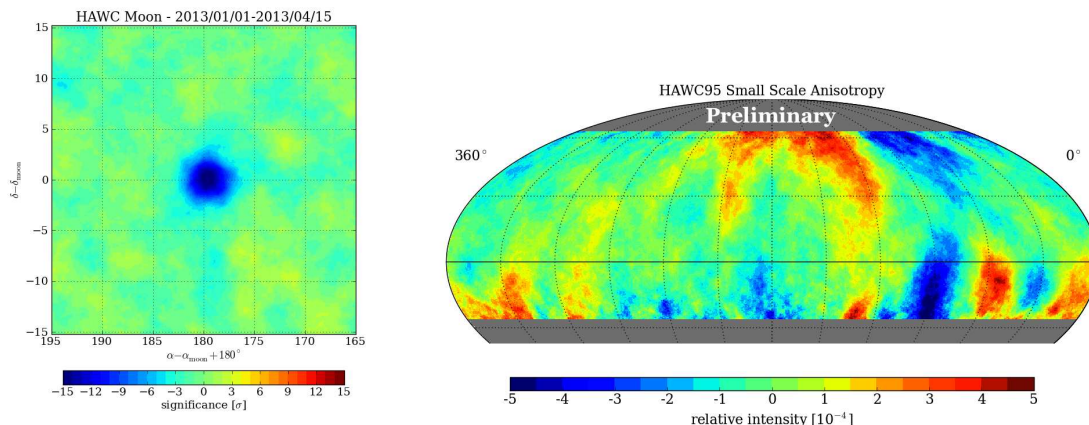 HAWC Moon - 2013/01/01-2013/04/15
15
10
5
0
−5
−10
−15
δ−δmoon
195 190 185 180 175 170 165
α−αmoon+180°
−15 −12 −9 −6 −3 0 3 6 9 12 15
significance [σ]
HAWC95 Small Scale Anisotropy
Preliminary
360°
0°
-5 -4 -3 -2 -1 0 1 2 3 4 5
relative intensity [10⁻⁴]